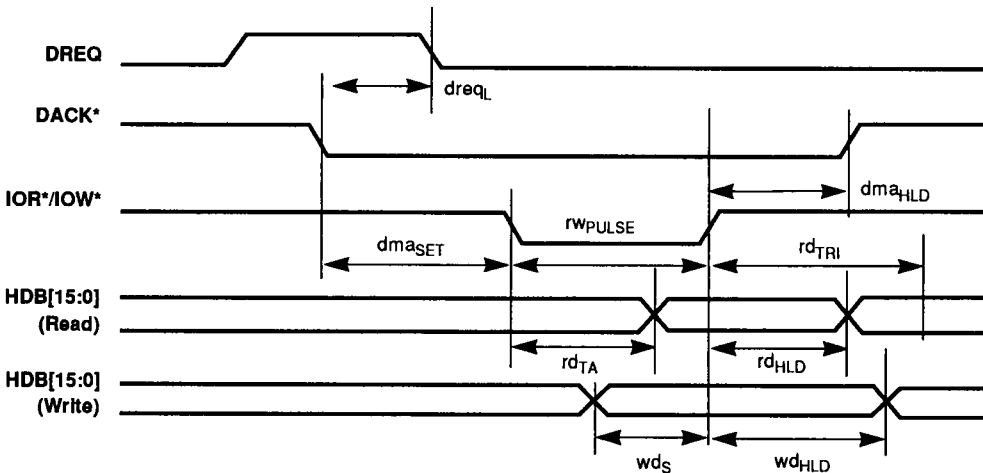 DREQ
dreqL
DACK*
dmaHLD
IOR*/IOW*
rwPULSE
dmaSET
rdTRI
HDB[15:0]
(Read)
rdTA
rdHLD
HDB[15:0]
(Write)
wdS
wdHLD